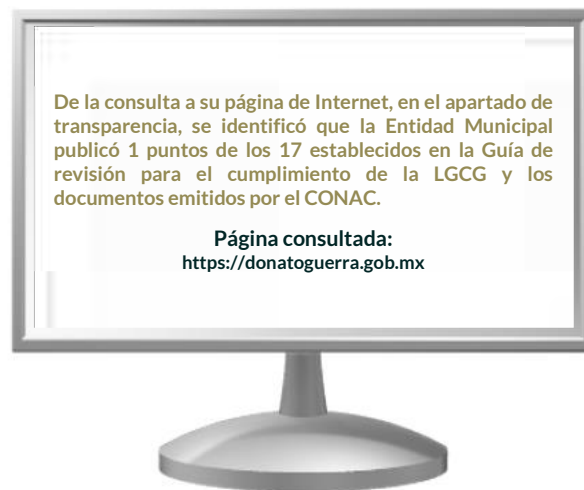 De la consulta a su página de Internet, en el apartado de
transparencia, se identificó que la Entidad Municipal
publicó 1 puntos de los 17 establecidos en la Guía de
revisión para el cumplimiento de la LGCG y los
documentos emitidos por el CONAC.
Página consultada:
https://donatoguerra.gob.mx